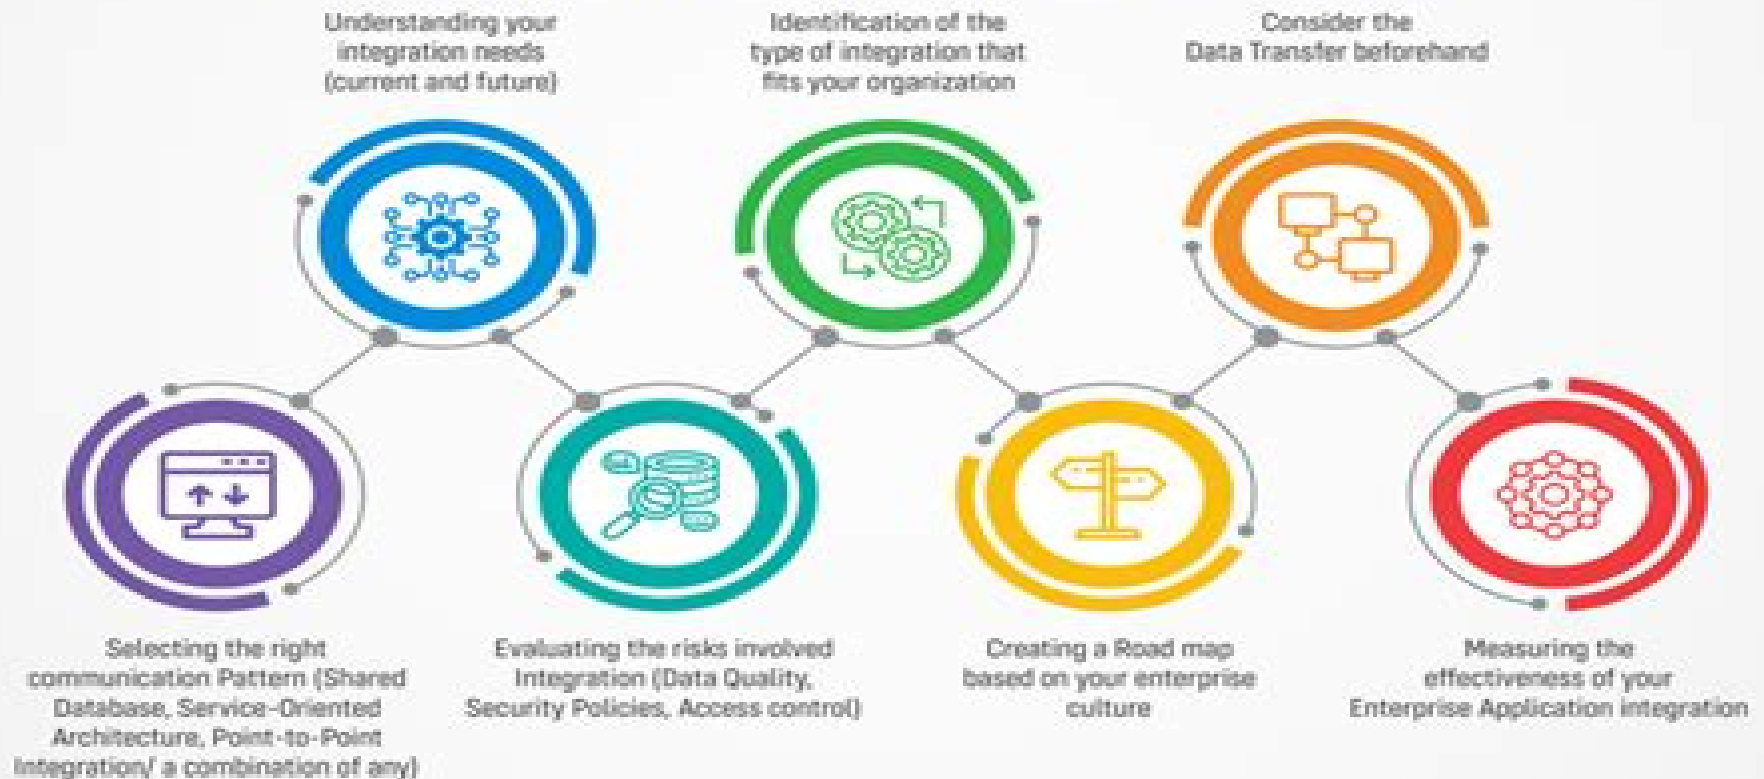 Understanding your
integration needs
(current and future)
Identification of the
type of integration that
fits your organization
Consider the
Data Transfer beforehand
Selecting the right
communication Pattern (Shared
Database, Service-Oriented
Architecture, Point-to-Point
Integration/ a combination of any)
Evaluating the risks involved
Integration (Data Quality,
Security Policies, Access control)
Creating a Road map
based on your enterprise
culture
Measuring the
effectiveness of your
Enterprise Application integration